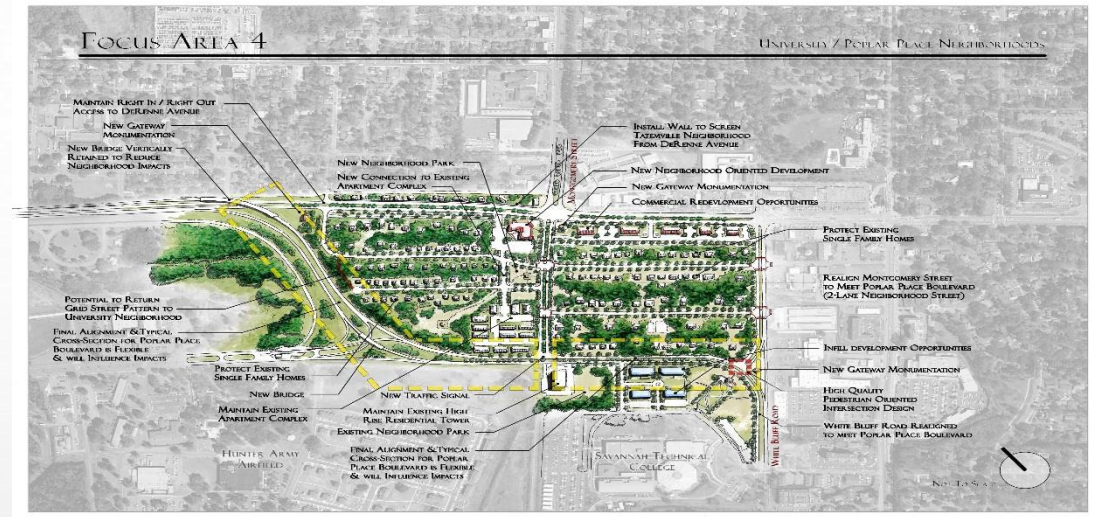 FOCUS AREA 4
UNIVERSITY / POPLAR PLACE NEIGHBORHOODS
MAINTAIN RIGHT IN / RIGHT OUT
ACCESS TO DERENNE AVENUE
NEW GATEWAY
MONUMENTATION
NEW BRIDGE VERTICALLY
RETAINED TO REDUCE
NEIGHBORHOOD IMPACTS
NEW NEIGHBORHOOD PARK
NEW CONNECTION TO EXISTING
APARTMENT COMPLEX
MONTGOMERY STREET
INSTALL WALL TO SCREEN
TATEMVILLE NEIGHBORHOOD
FROM DERENNE AVENUE
NEW NEIGHBORHOOD ORIENTED DEVELOPMENT
NEW GATEWAY MONUMENTATION
COMMERCIAL REDEVLOPMENT OPPORTUNITIES
PROTECT EXISTING
SINGLE FAMILY HOMES
REALIGN MONTGOMERY STREET
TO MEET POPLAR PLACE BOULEVARD
(2-LANE NEIGHBORHOOD STREET)
INFILL DEVELOPMENT OPPORTUNITIES
NEW GATEWAY MONUMENTATION
HIGH QUALITY
PEDESTRIAN ORIENTED
INTERSECTION DESIGN
WHITE BLUFF ROAD REALIGNED
TO MEET POPLAR PLACE BOULEVARD
POTENTIAL TO RETURN
GRID STREET PATTERN TO
UNIVERSITY NEIGHBORHOOD
FINAL ALIGNMENT & TYPICAL
CROSS-SECTION FOR POPLAR PLACE
BOULEVARD IS FLEXIBLE
& WILL INFLUENCE IMPACTS
PROTECT EXISTING
SINGLE FAMILY HOMES
NEW BRIDGE
MAINTAIN EXISTING
APARTMENT COMPLEX
NEW TRAFFIC SIGNAL
MAINTAIN EXISTING HIGH
RISE RESIDENTIAL TOWER
EXISTING NEIGHBORHOOD PARK
FINAL ALIGNMENT & TYPICAL
CROSS-SECTION FOR POPLAR
PLACE BOULEVARD IS FLEXIBLE
& WILL INFLUENCE IMPACTS
HUNTER ARMY
AIRFILED
SAVANNAH TECHNICAL
COLLEGE
WHITE BLUFF ROAD
NOT TO SCALE